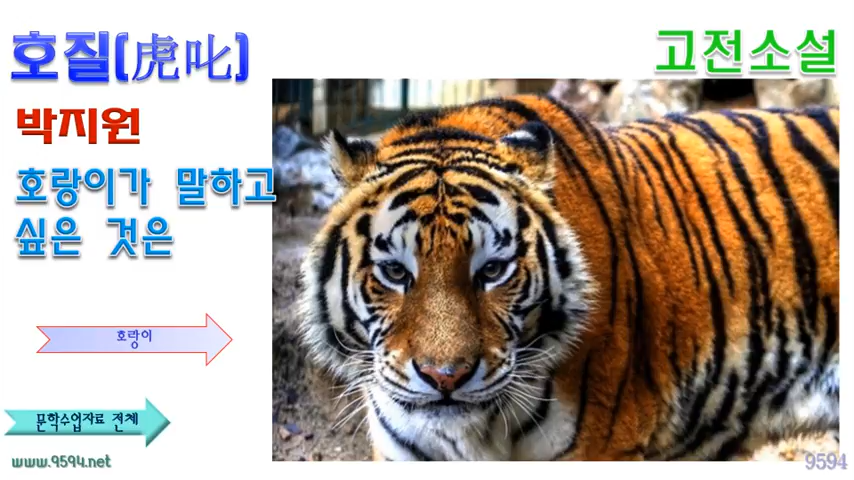 호질(虎叱)
고전소설
박지원
호랑이가 말하고
싶은 것은
호랑이
문학수업자료 전체
www.9594.net
9594